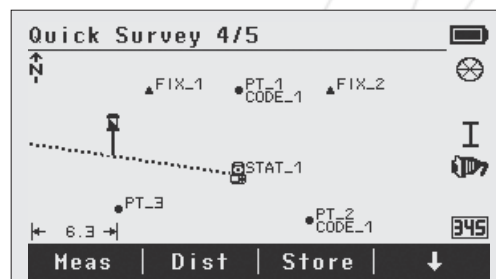 Quick Survey 4/5
N
FIX_1
PT_1
CODE_1
FIX_2
STAT_1
I
PT_3
PT_2
CODE_1
6.3
345
Meas | Dist | Store | ↓